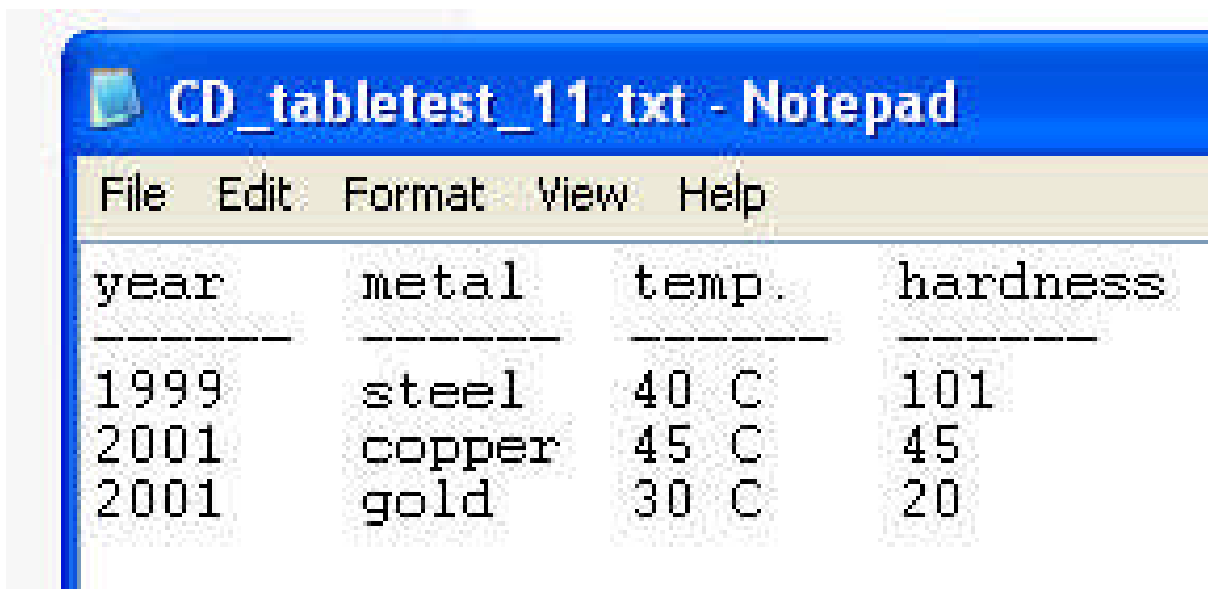 CD_tabletest_11.txt - Notepad
File Edit Format View Help
year metal temp. hardness
------ ------ ------ ------
1999 steel 40 C 101
2001 copper 45 C 45
2001 gold 30 C 20